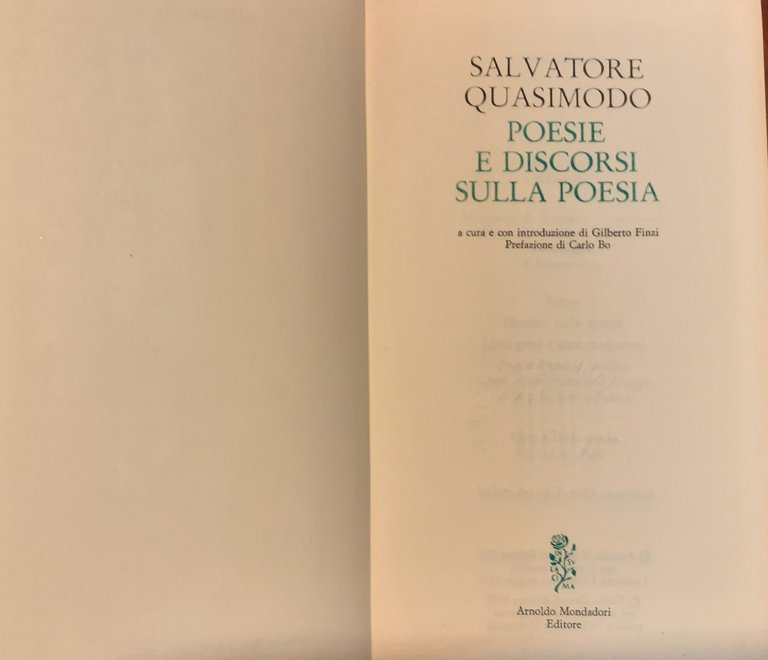 SALVATORE
QUASIMODO
POESIE
E DISCORSI
SULLA POESIA
a cura e con introduzione di Gilberto Finzi
Prefazione di Carlo Bo
Arnoldo Mondadori
Editore